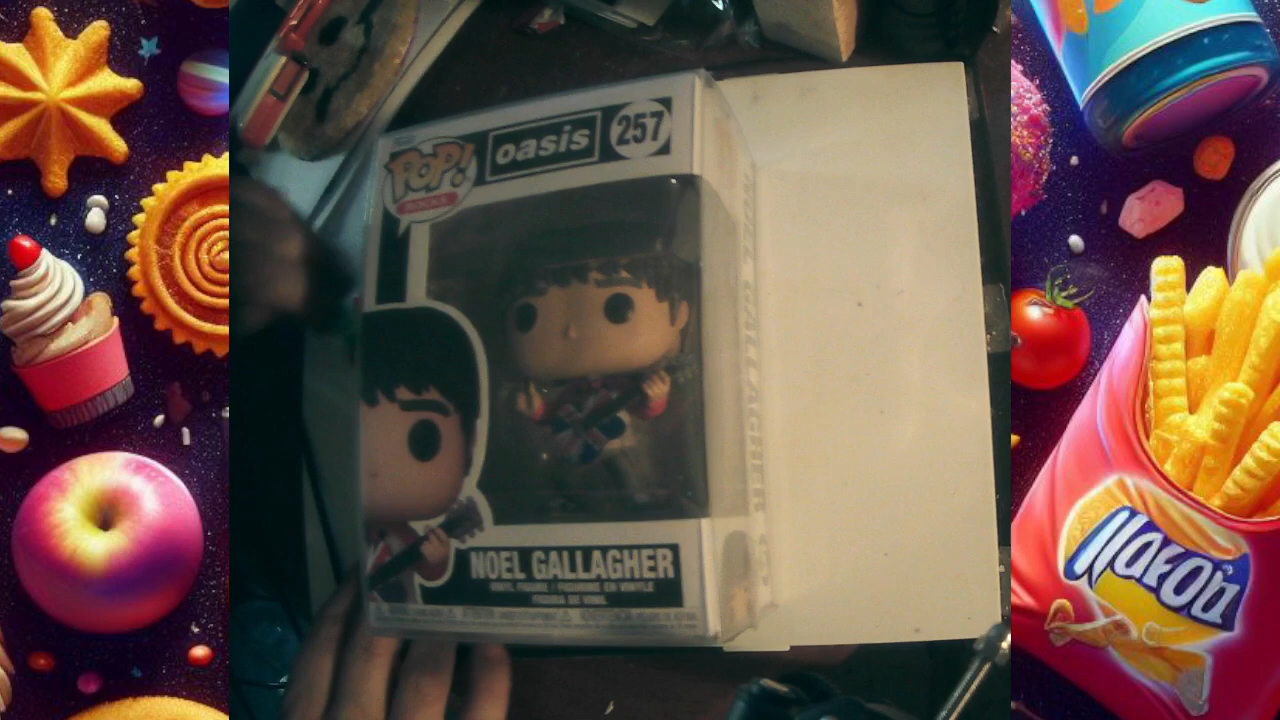 POP!
ROCKS
oasis
257
NOEL GALLAGHER
VINYL FIGURE / FIGURINE EN VINYLE
FIGURA DE VINIL
NOEL GALLAGHER